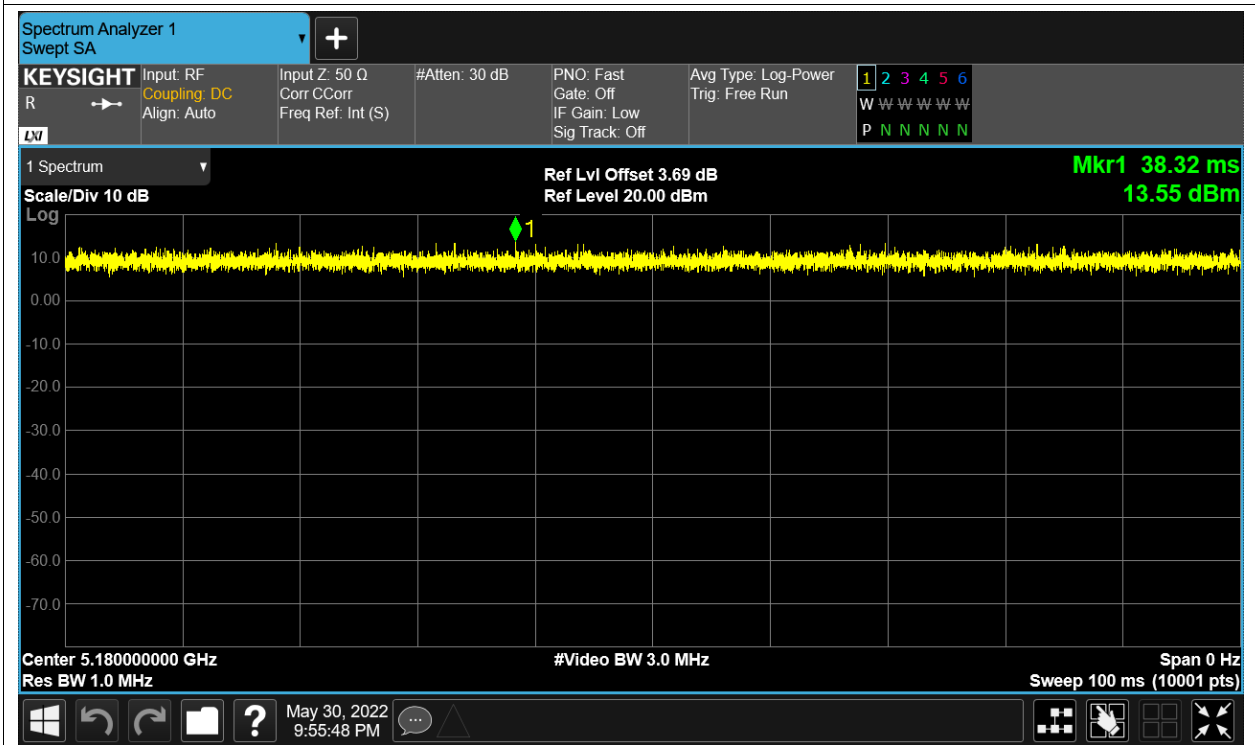 Spectrum Analyzer 1
Swept SA
+
KEYSIGHT Input: RF Input Z: 50 Ω #Atten: 30 dB PNO: Fast Avg Type: Log-Power 1 2 3 4 5 6
R Coupling: DC Corr CCorr Gate: Off Trig: Free Run W W W W W W
Align: Auto Freq Ref: Int (S) IF Gain: Low
LXI Sig Track: Off P N N N N N
1 Spectrum Ref Lvl Offset 3.69 dB Mkr1 38.32 ms
Scale/Div 10 dB Ref Level 20.00 dBm 13.55 dBm
Log
1
10.0
0.00
-10.0
-20.0
-30.0
-40.0
-50.0
-60.0
-70.0
Center 5.180000000 GHz #Video BW 3.0 MHz Span 0 Hz
Res BW 1.0 MHz Sweep 100 ms (10001 pts)
? May 30, 2022
9:55:48 PM